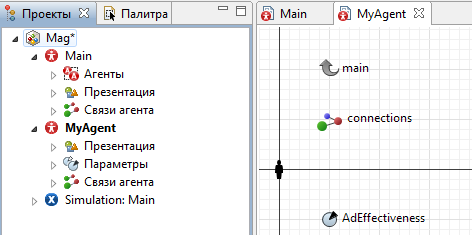 Проекты
Палитра
Mag*
Main
Агенты
Презентация
Связи агента
MyAgent
Презентация
Параметры
Связи агента
Simulation: Main
Main
MyAgent
main
connections
AdEffectiveness